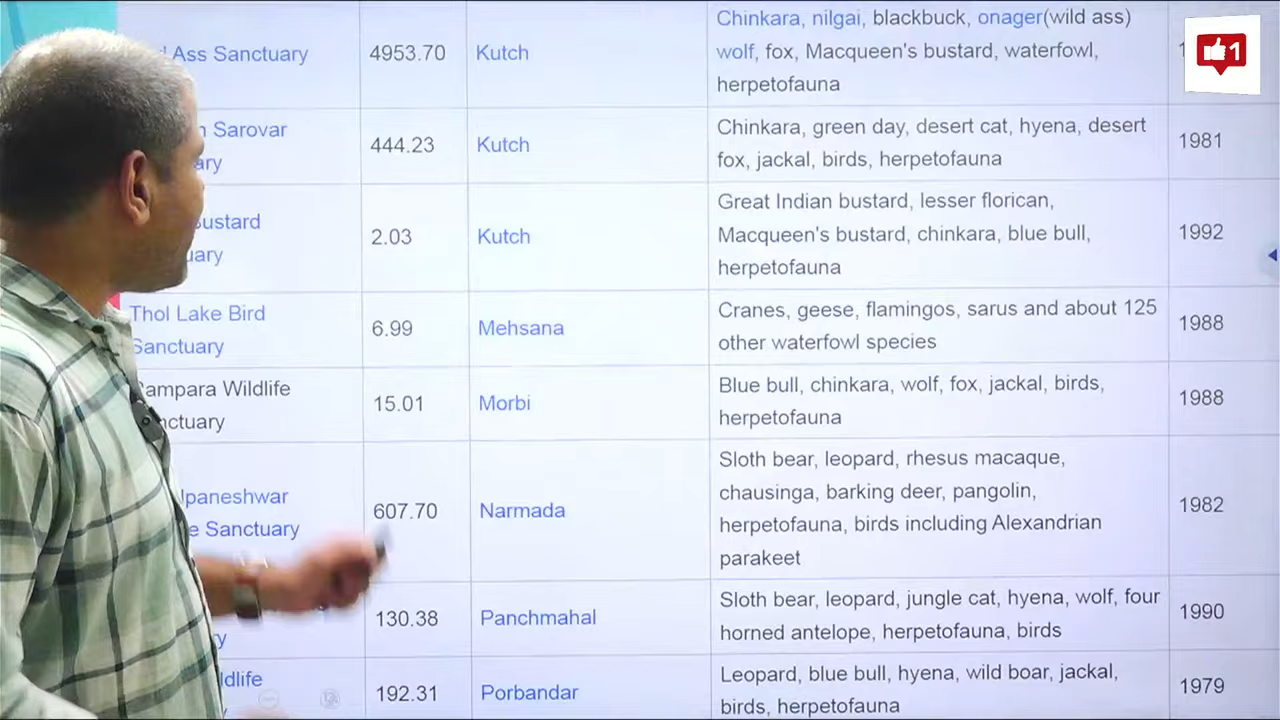 Chinkara, nilgai, blackbuck, onager(wild ass)
Ass Sanctuary 4953.70 Kutch wolf, fox, Macqueen's bustard, waterfowl,
herpetofauna
1
Sarovar 444.23 Kutch Chinkara, green day, desert cat, hyena, desert 1981
fox, jackal, birds, herpetofauna
Great Indian bustard, lesser florican,
Bustard 2.03 Kutch Macqueen's bustard, chinkara, blue bull, 1992
herpetofauna
Thol Lake Bird 6.99 Mehsana Cranes, geese, flamingos, sarus and about 125 1988
Sanctuary other waterfowl species
Rampara Wildlife 15.01 Morbi Blue bull, chinkara, wolf, fox, jackal, birds, 1988
Sanctuary herpetofauna
Sloth bear, leopard, rhesus macaque,
607.70 Narmada chausinga, barking deer, pangolin, 1982
Sanctuary herpetofauna, birds including Alexandrian
parakeet
130.38 Panchmahal Sloth bear, leopard, jungle cat, hyena, wolf, four 1990
horned antelope, herpetofauna, birds
192.31 Porbandar Leopard, blue bull, hyena, wild boar, jackal, 1979
birds, herpetofauna